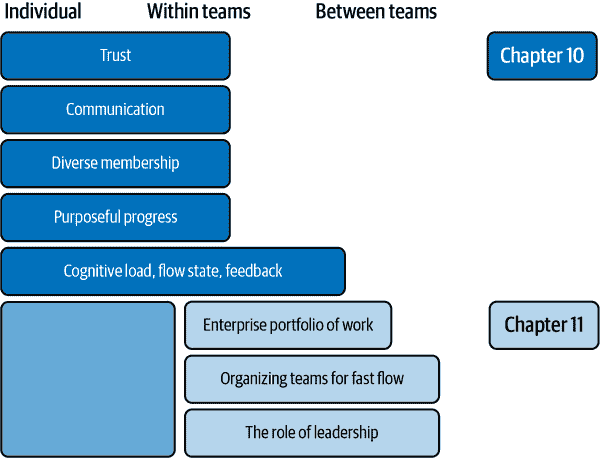 Individual Within teams Between teams
Trust Chapter 10
Communication
Diverse membership
Purposeful progress
Cognitive load, flow state, feedback
Enterprise portfolio of work Chapter 11
Organizing teams for fast flow
The role of leadership